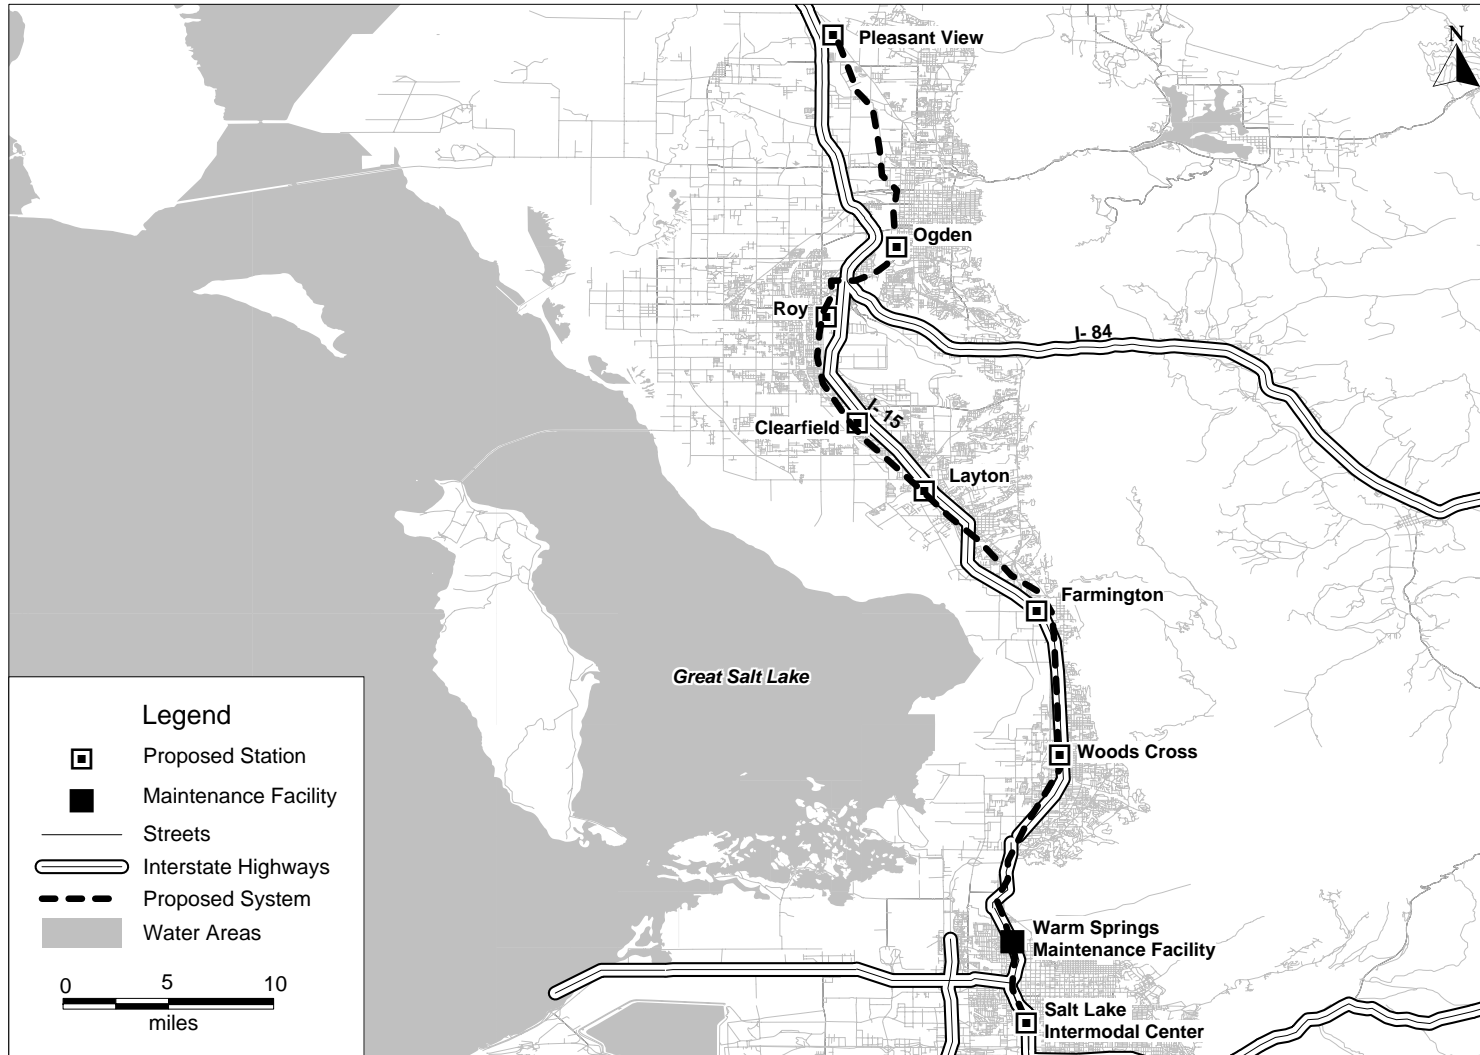 N
Pleasant View
Ogden
Roy
I- 84
I- 15
Clearfield
Layton
Farmington
Great Salt Lake
Woods Cross
Warm Springs
Maintenance Facility
Salt Lake
Intermodal Center
Legend
Proposed Station
Maintenance Facility
Streets
Interstate Highways
Proposed System
Water Areas
0 5 10
miles